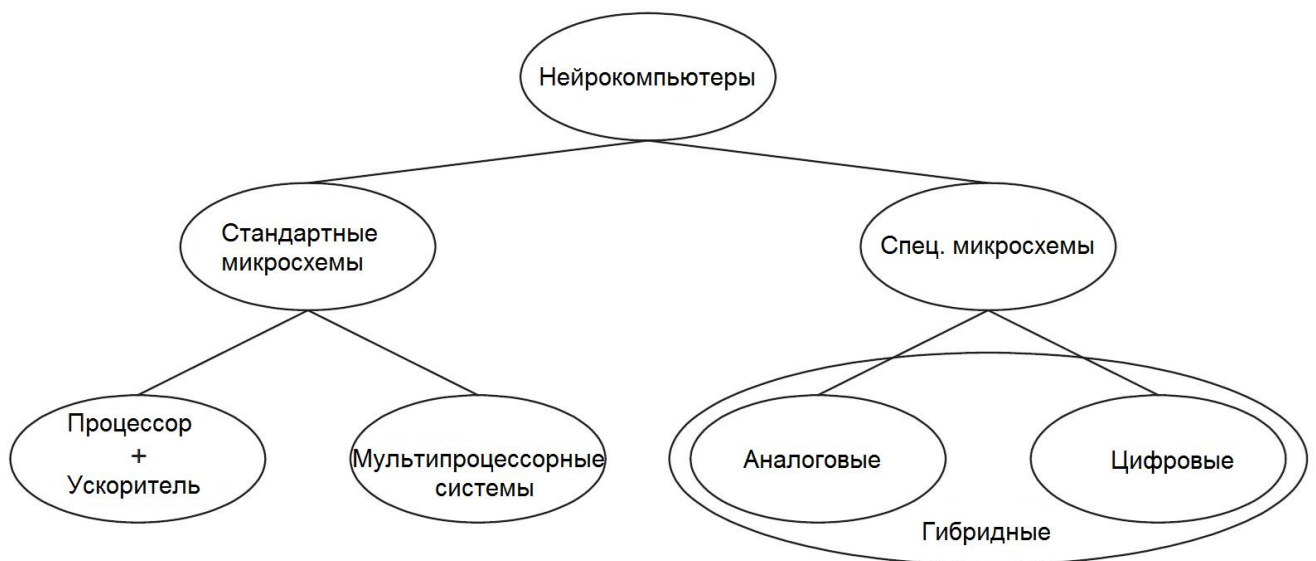 Нейрокомпьютеры
Стандартные
микросхемы
Спец. микросхемы
Процессор
+
Ускоритель
Мультипроцессорные
системы
Аналоговые
Цифровые
Гибридные